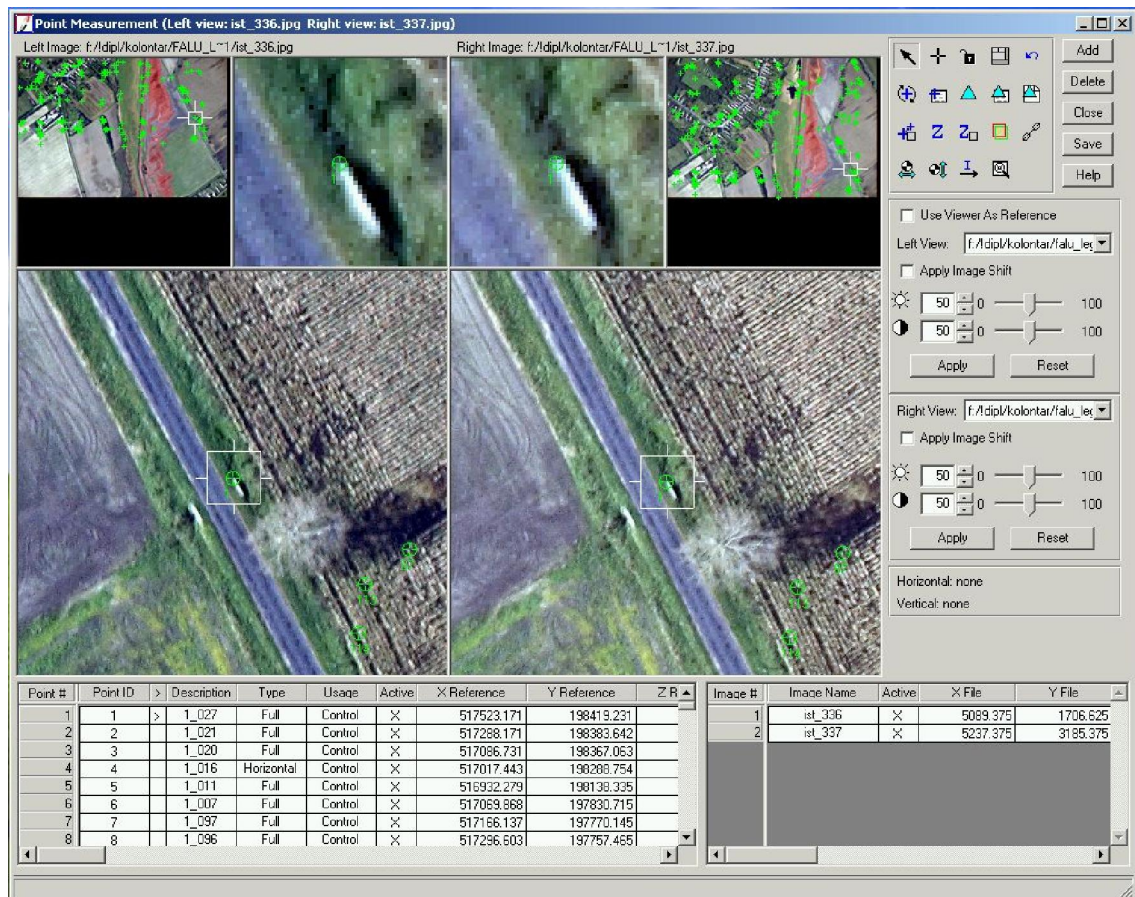 Point Measurement (Left view: ist_336.jpg Right view: ist_337.jpg)
Left Image: f:/!dipl/kolontar/FALU_L~1/ist_336.jpg
Right Image: f:/!dipl/kolontar/FALU_L~1/ist_337.jpg
Add
Delete
Close
Save
Help
Use Viewer As Reference
Left View: f:/!dipl/kolontar/falu_leg
Apply Image Shift
50 0 100
50 0 100
Apply Reset
Right View: f:/!dipl/kolontar/falu_leg
Apply Image Shift
50 0 100
50 0 100
Apply Reset
Horizontal: none
Vertical: none
Point # Point ID > Description Type Usage Active X Reference Y Reference Z R
1 1 > 1_027 Full Control X 517523.171 198419.231
2 2 1_021 Full Control X 517288.171 198383.642
3 3 1_020 Full Control X 517086.731 198367.063
4 4 1_016 Horizontal Control X 517017.443 198288.754
5 5 1_011 Full Control X 516932.279 198138.335
6 6 1_007 Full Control X 517069.868 197830.715
7 7 1_097 Full Control X 517166.137 197770.145
8 8 1_096 Full Control X 517296.603 197757.465
Image # Image Name Active X File Y File
1 ist_336 X 5089.375 1706.625
2 ist_337 X 5237.375 3185.375